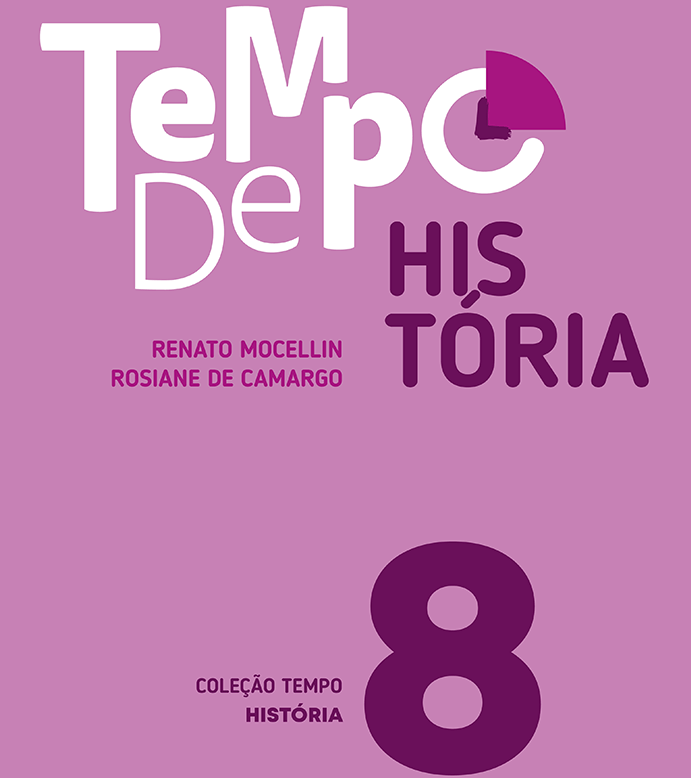 TeMpo
De
HIS
TÓRIA
RENATO MOCELLIN
ROSIANE DE CAMARGO
8
COLEÇÃO TEMPO
HISTÓRIA